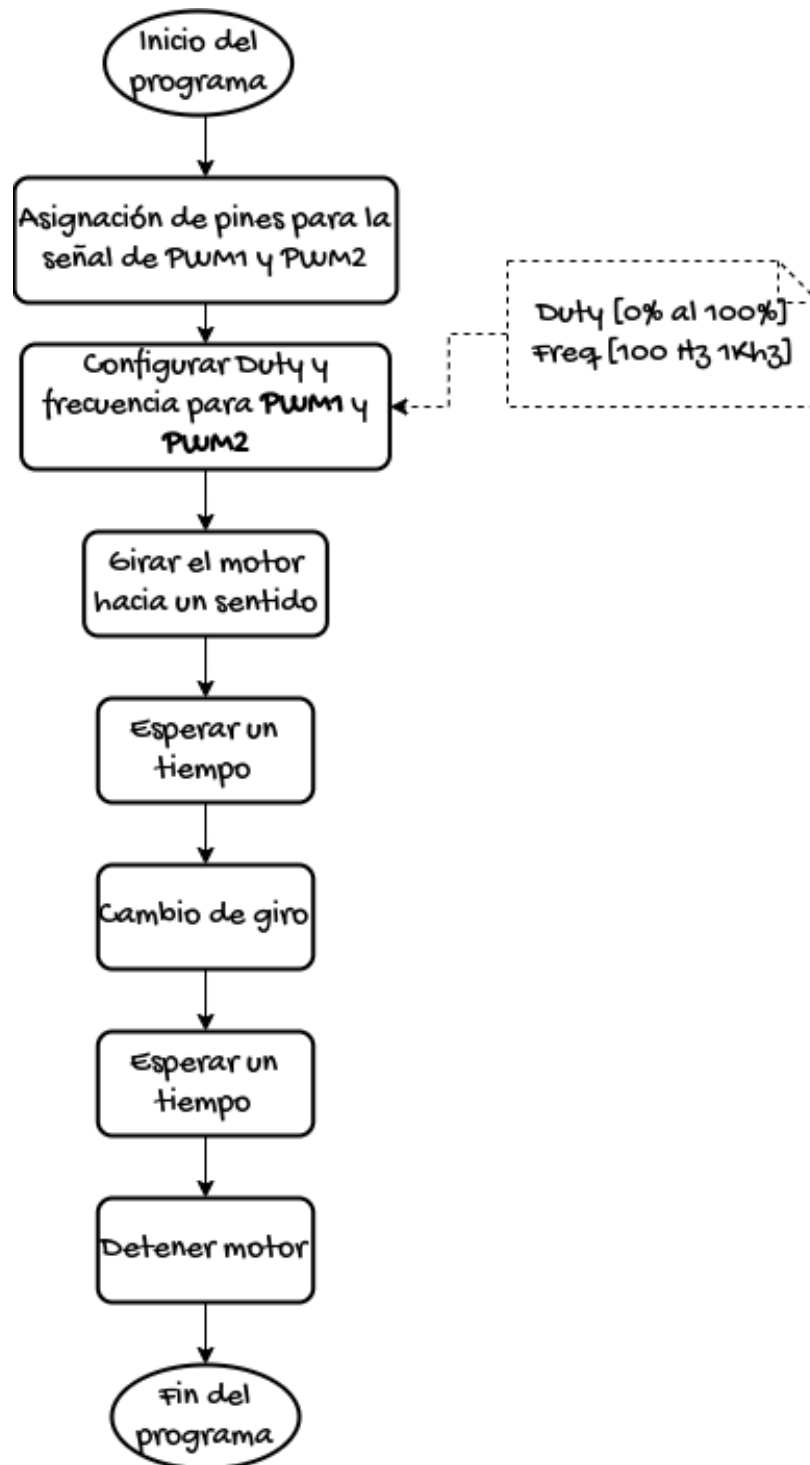 Inicio del
programa
Asignación de pines para la
señal de PWM1 y PWM2
Duty [0% al 100%]
Freq [100 Hz 1Khz]
Configurar Duty y
frecuencia para PWM1 y
PWM2
Girar el motor
hacia un sentido
Esperar un
tiempo
Cambio de giro
Esperar un
tiempo
Detener motor
Fin del
programa